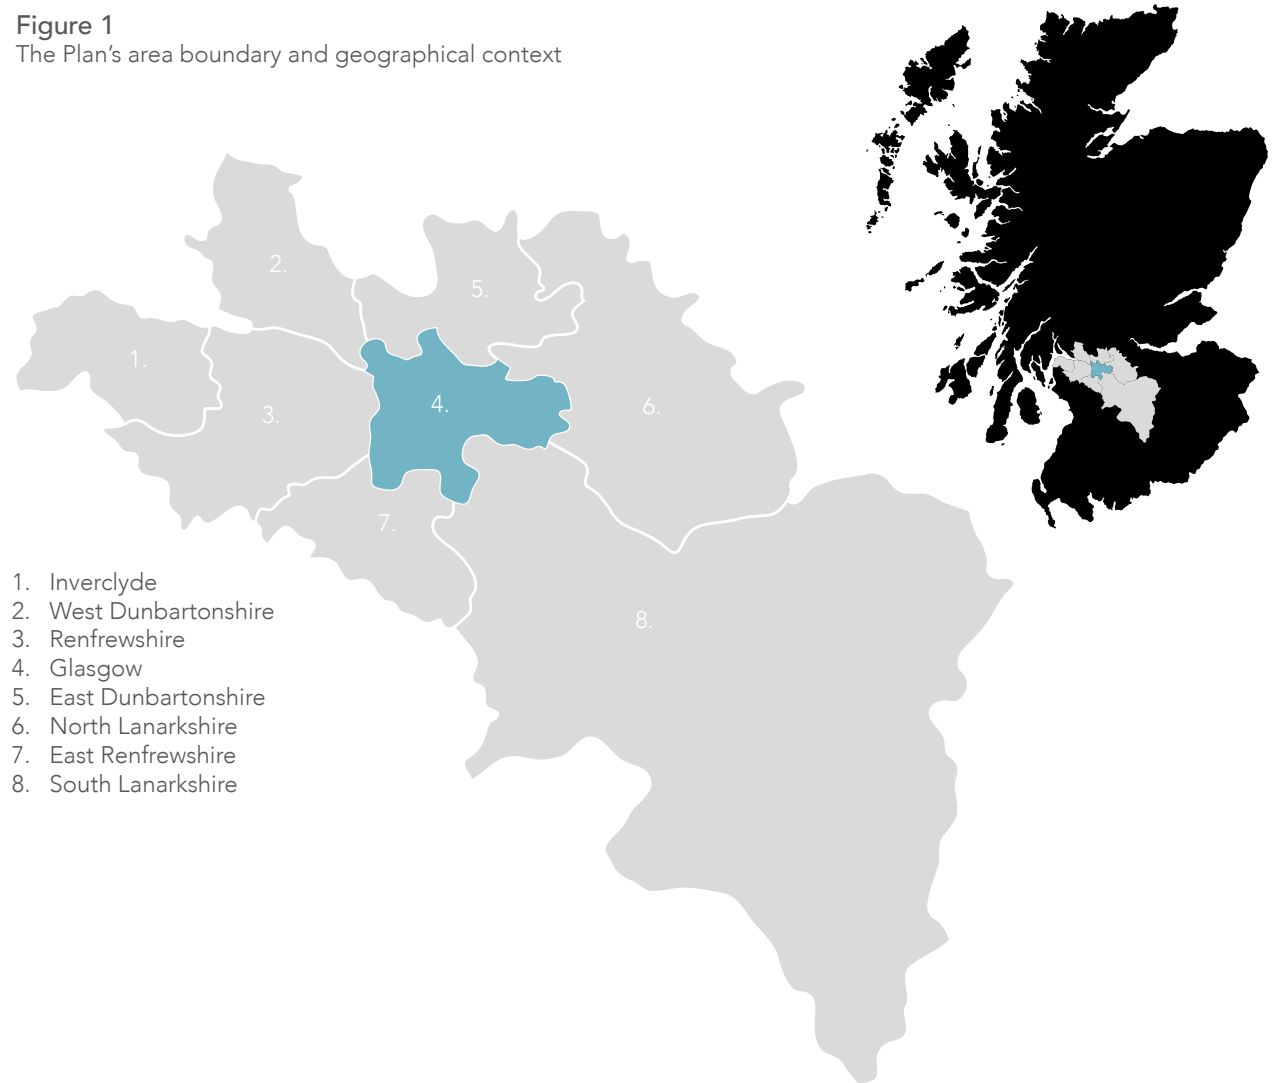 Figure 1
The Plan’s area boundary and geographical context
2.
5.
1.
4.
6.
3.
7.
8.
1. Inverclyde
2. West Dunbartonshire
3. Renfrewshire
4. Glasgow
5. East Dunbartonshire
6. North Lanarkshire
7. East Renfrewshire
8. South Lanarkshire